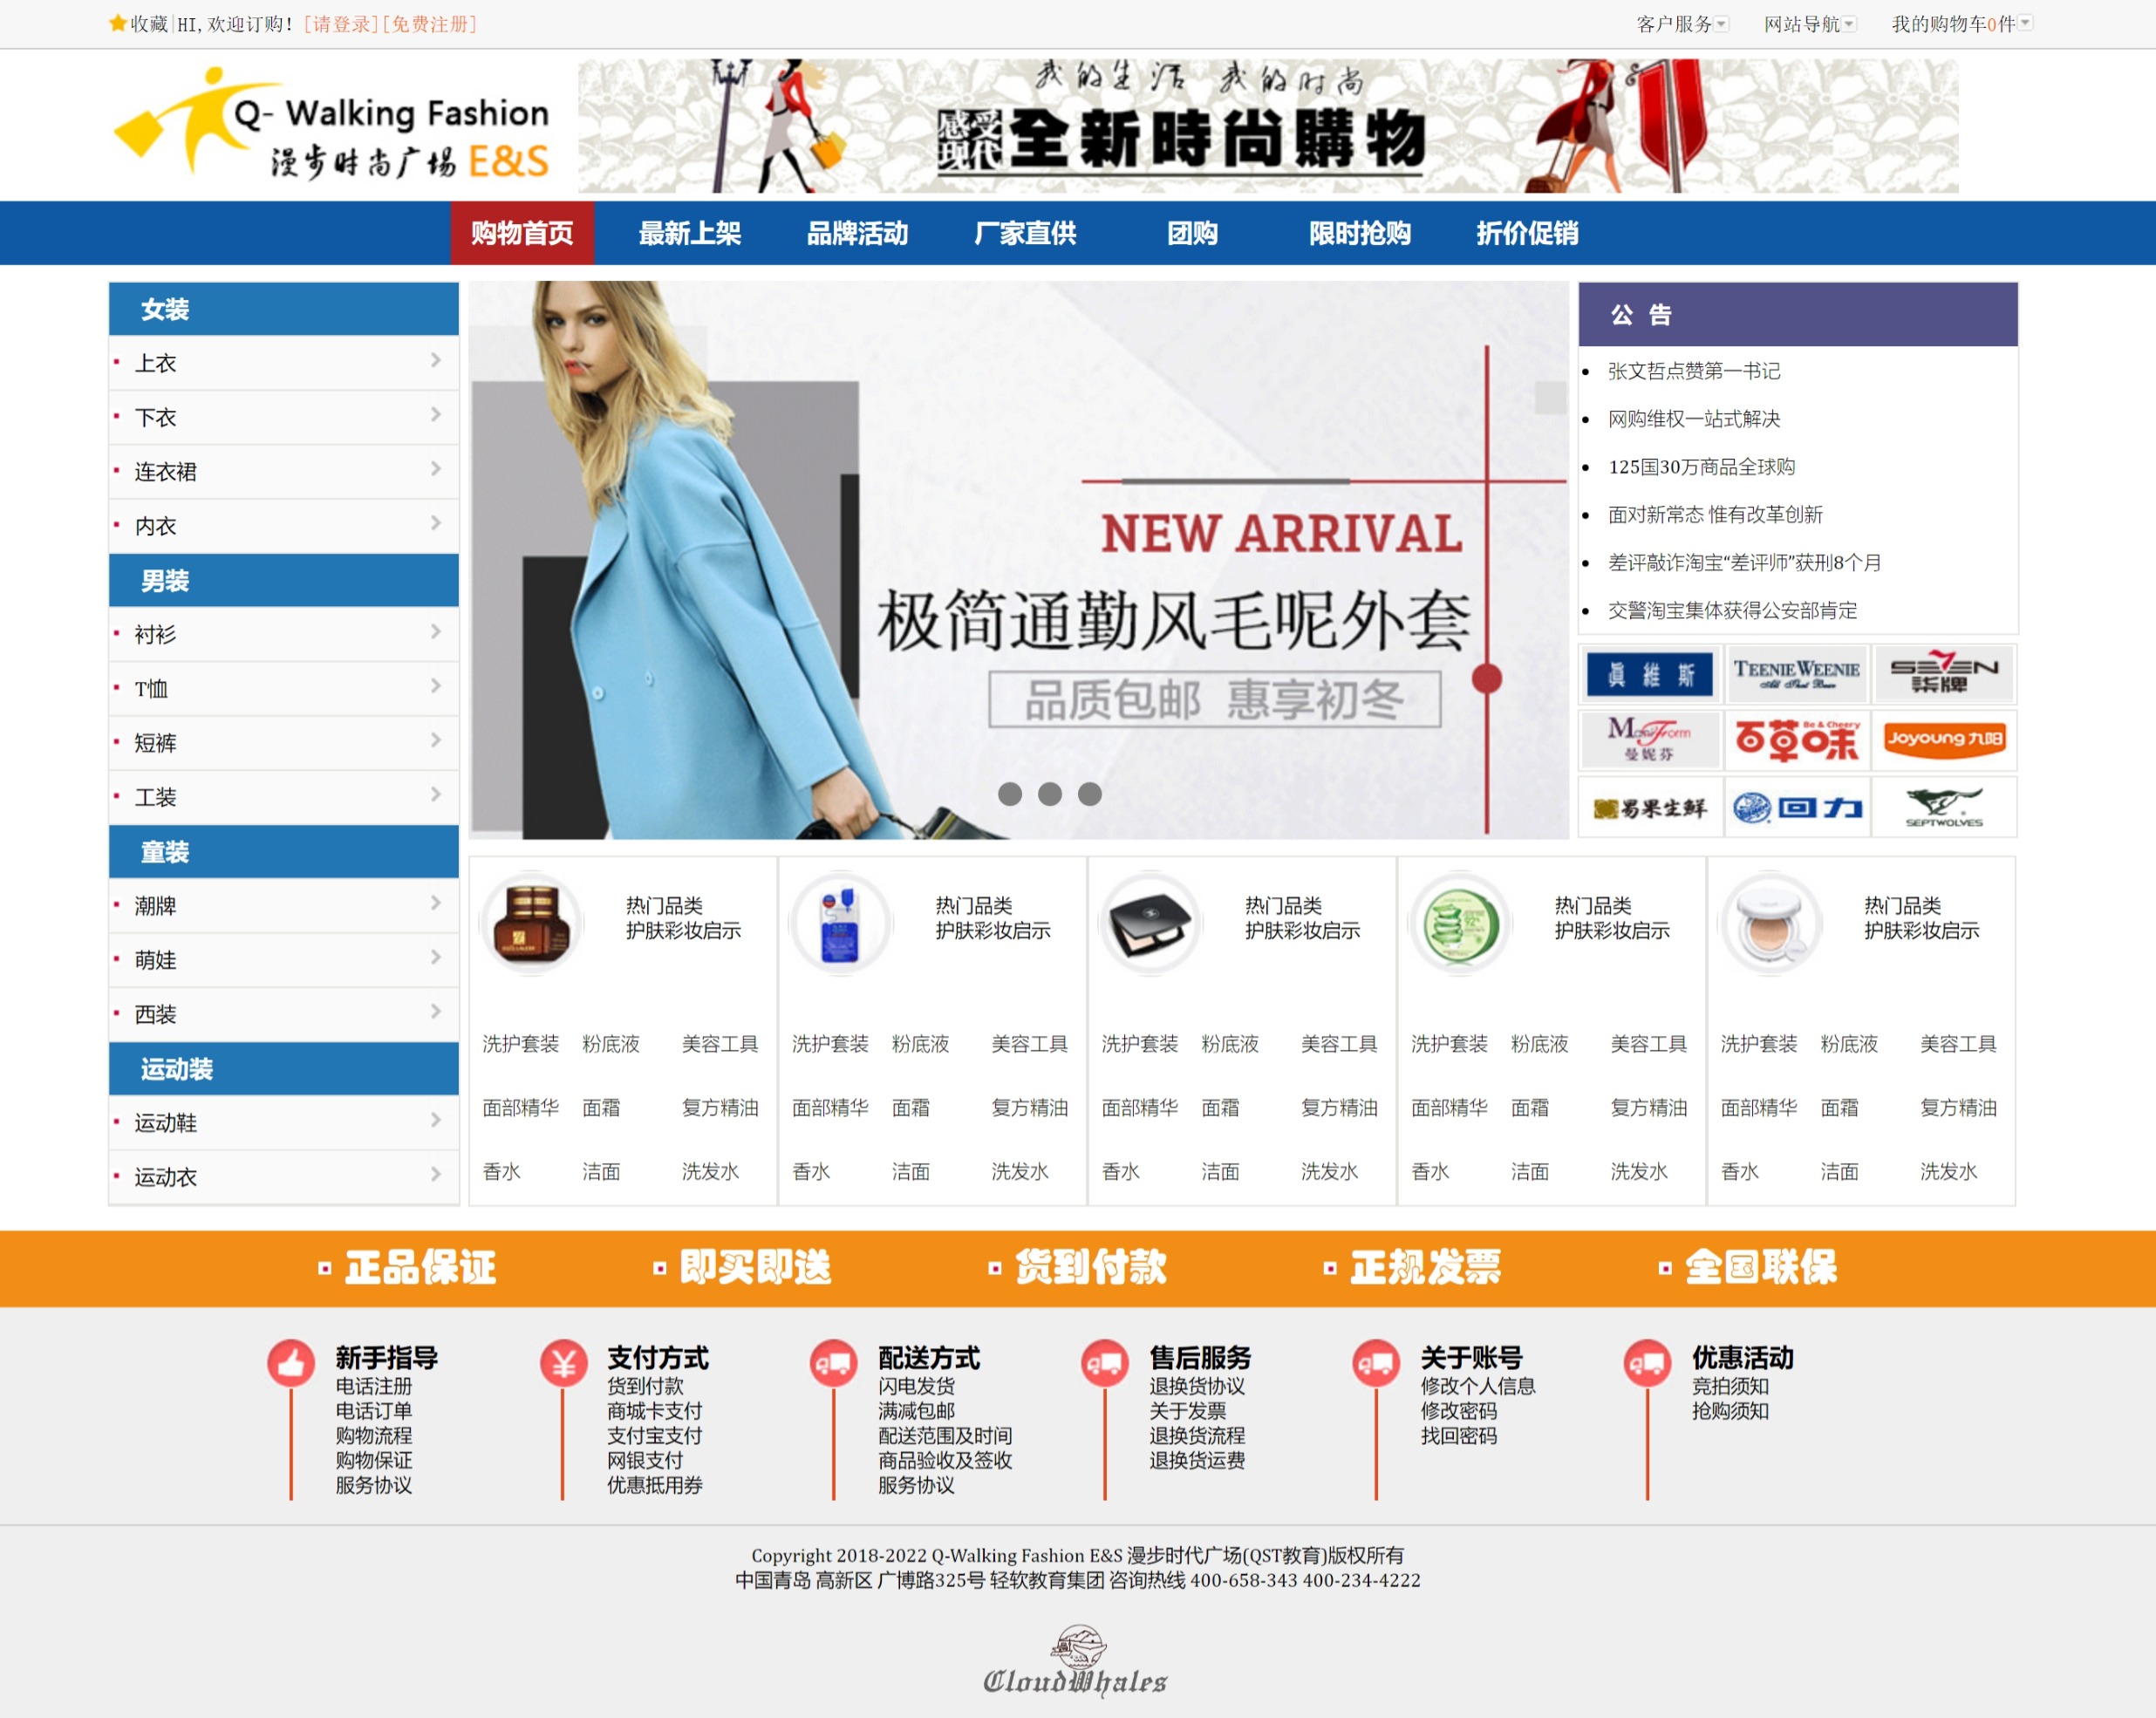 收藏|HI,欢迎订购! [请登录][免费注册]
客户服务 网站导航 我的购物车0件
Q- Walking Fashion
漫步时尚广场 E&S
我的生活 我的时尚
感受现代 全新時尚購物
购物首页 最新上架 品牌活动 厂家直供 团购 限时抢购 折价促销
女装
上衣
下衣
连衣裙
内衣
男装
衬衫
T恤
短裤
工装
童装
潮牌
萌娃
西装
运动装
运动鞋
运动衣
NEW ARRIVAL
极简通勤风毛呢外套
品质包邮 惠享初冬
公 告
张文哲点赞第一书记
网购维权一站式解决
125国30万商品全球购
面对新常态 惟有改革创新
差评敲诈淘宝“差评师”获刑8个月
交警淘宝集体获得公安部肯定
真維斯 TEENIE WEENIE SEVEN 柒牌
曼妮芬 百草味 Be & Cheery Joyoung 九阳
易果生鲜 回力 SEPTWOLVES
热门品类 热门品类 热门品类 热门品类 热门品类
护肤彩妆启示 护肤彩妆启示 护肤彩妆启示 护肤彩妆启示 护肤彩妆启示
洗护套装 粉底液 美容工具 洗护套装 粉底液 美容工具 洗护套装 粉底液 美容工具 洗护套装 粉底液 美容工具 洗护套装 粉底液 美容工具
面部精华 面霜 复方精油 面部精华 面霜 复方精油 面部精华 面霜 复方精油 面部精华 面霜 复方精油 面部精华 面霜 复方精油
香水 洁面 洗发水 香水 洁面 洗发水 香水 洁面 洗发水 香水 洁面 洗发水 香水 洁面 洗发水
正品保证 即买即送 货到付款 正规发票 全国联保
新手指导
电话注册
电话订单
购物流程
购物保证
服务协议
支付方式
货到付款
商城卡支付
支付宝支付
网银支付
优惠抵用券
配送方式
闪电发货
满减包邮
配送范围及时间
商品验收及签收
服务协议
售后服务
退换货协议
关于发票
退换货流程
退换货运费
关于账号
修改个人信息
修改密码
找回密码
优惠活动
竞拍须知
抢购须知
Copyright 2018-2022 Q-Walking Fashion E&S 漫步时代广场(QST教育)版权所有
中国青岛 高新区 广博路325号 轻软教育集团 咨询热线 400-658-343 400-234-4222
CloudWhales